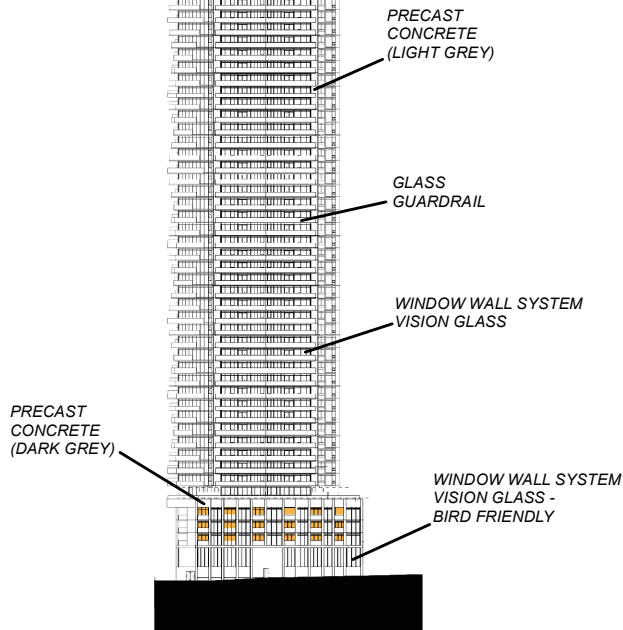 PRECAST
CONCRETE
(LIGHT GREY)
GLASS
GUARDRAIL
WINDOW WALL SYSTEM
VISION GLASS
PRECAST
CONCRETE
(DARK GREY)
WINDOW WALL SYSTEM
VISION GLASS -
BIRD FRIENDLY